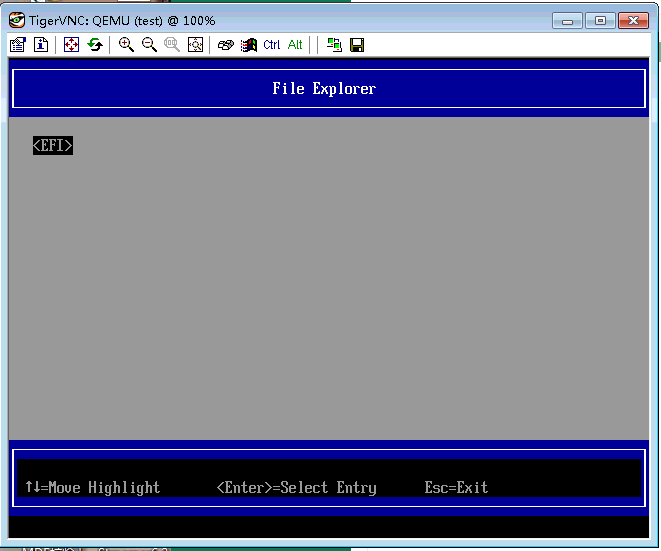 TigerVNC: QEMU (test) @ 100%
Ctrl Alt
File Explorer
<EFI>
↑↓=Move Highlight <Enter>=Select Entry Esc=Exit